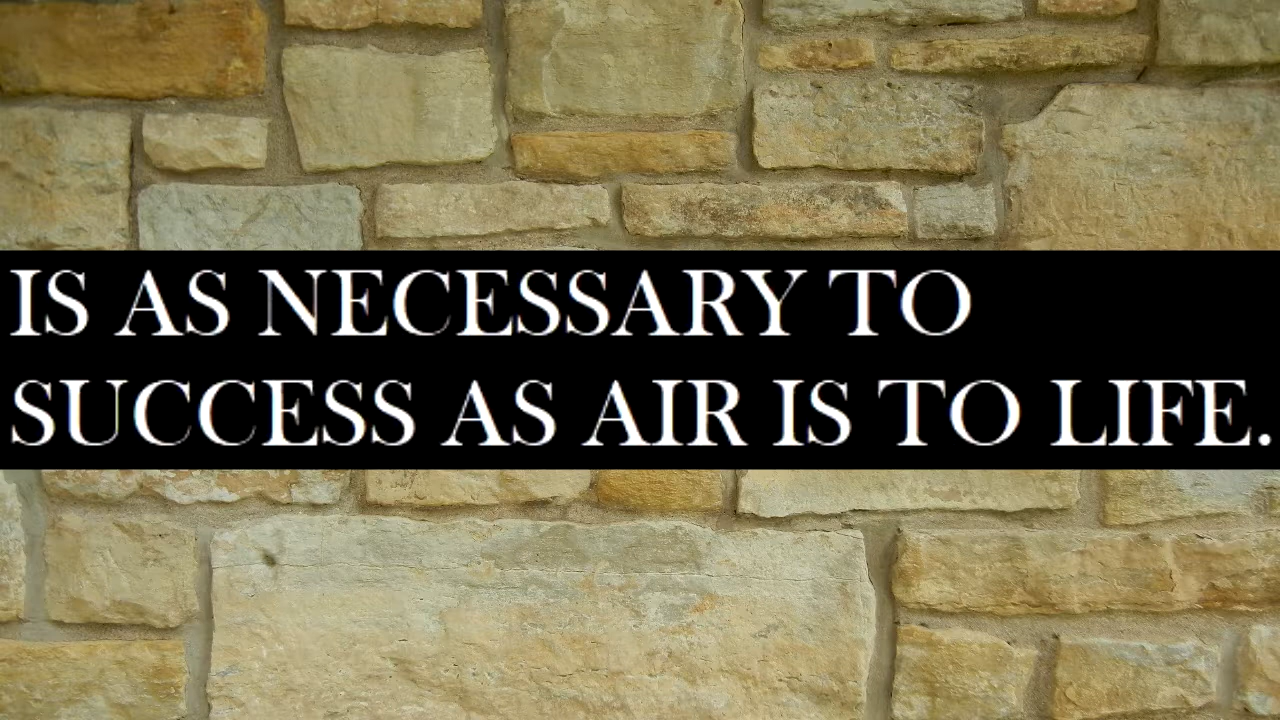 IS AS NECESSARY TO
SUCCESS AS AIR IS TO LIFE.